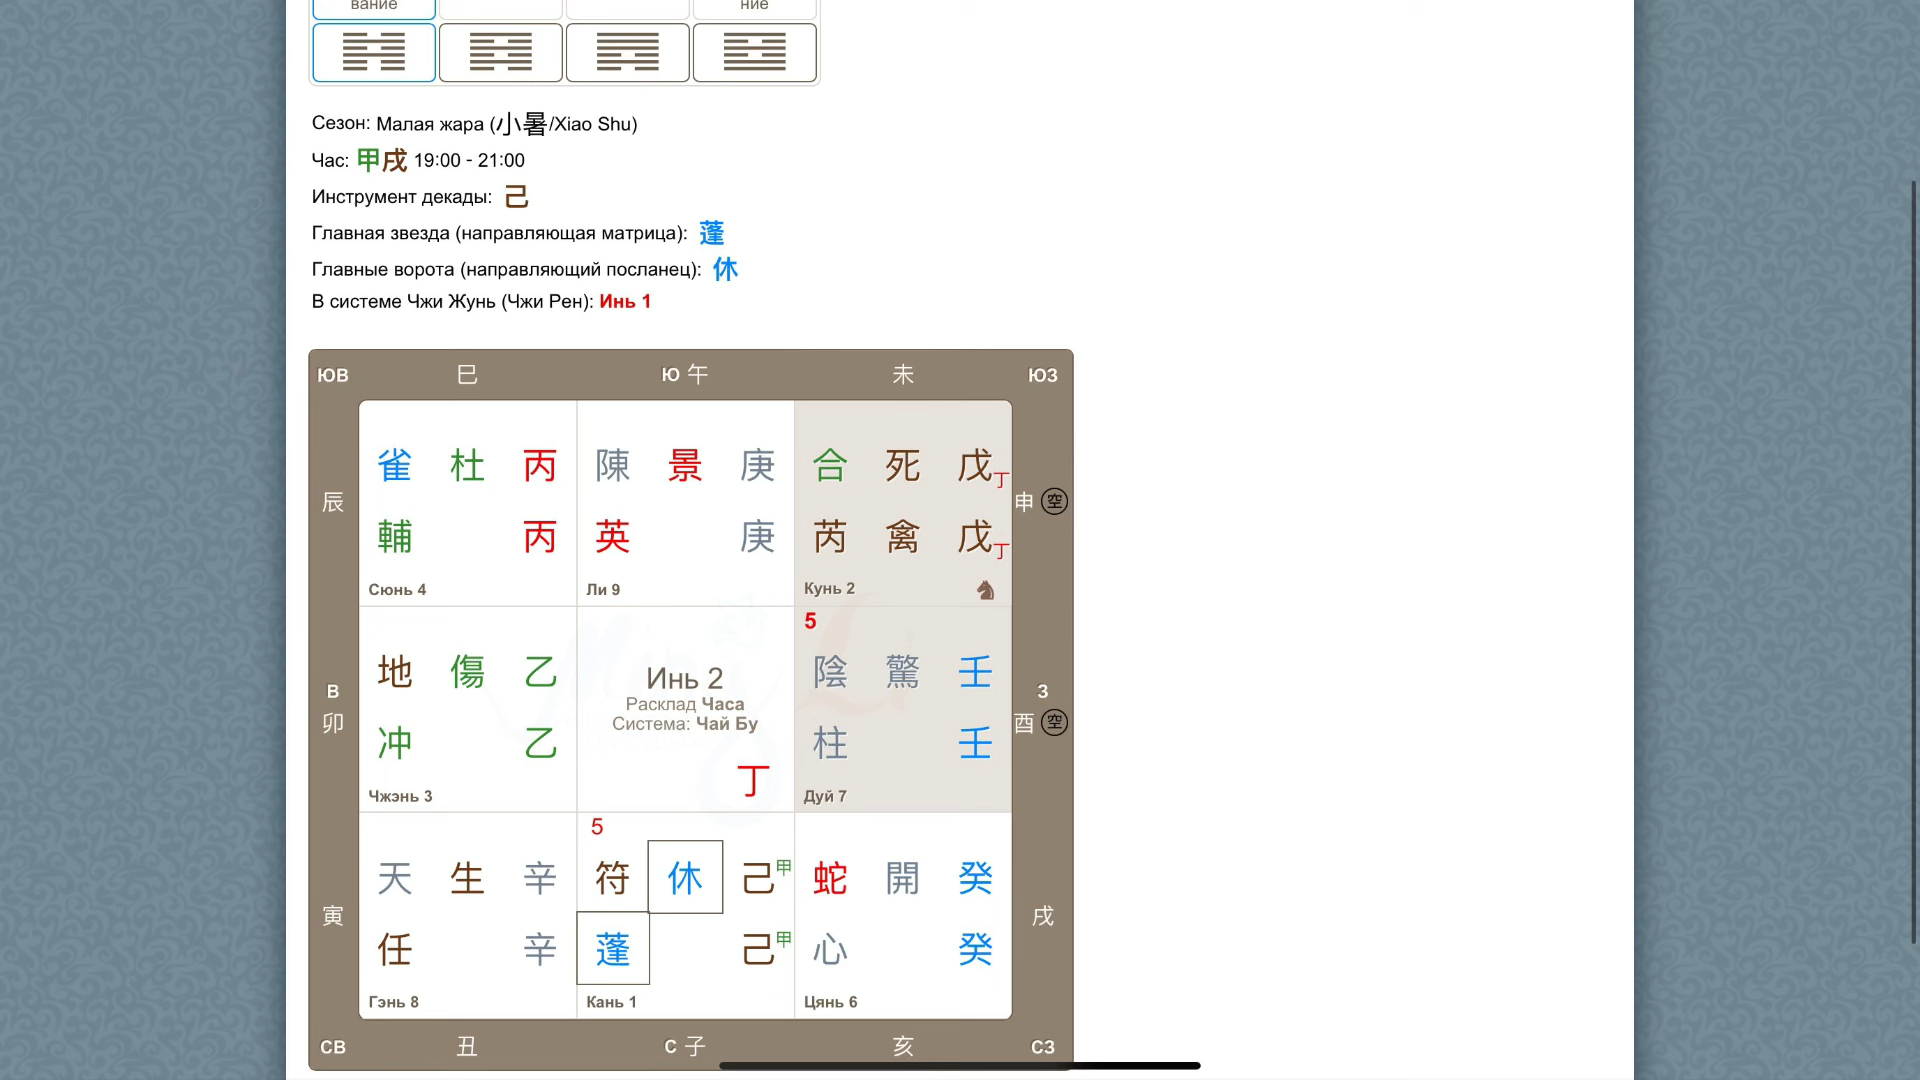 вание ние
Сезон: Малая жара (小暑/Xiao Shu)
Час: 甲戌 19:00 - 21:00
Инструмент декады: 己
Главная звезда (направляющая матрица): 蓬
Главные ворота (направляющий посланец): 休
В системе Чжи Жунь (Чжи Рен): Инь 1
ЮВ 巳 Ю 午 未 ЮЗ
雀 杜 丙 陳 景 庚 合 死 戊丁
辰 申 空
輔 丙 英 庚 芮 禽 戊丁
Сюнь 4 Ли 9 Кунь 2
5
地 傷 乙 Инь 2 陰 驚 壬
В З
Расклад Часа
Система: Чай Бу
卯 酉 空
冲 乙 柱 壬
丁
Чжэнь 3 Дуй 7
5
天 生 辛 符 休 己甲 蛇 開 癸
寅 戌
任 辛 蓬 己甲 心 癸
Гэнь 8 Кань 1 Цянь 6
СВ 丑 С 子 亥 СЗ